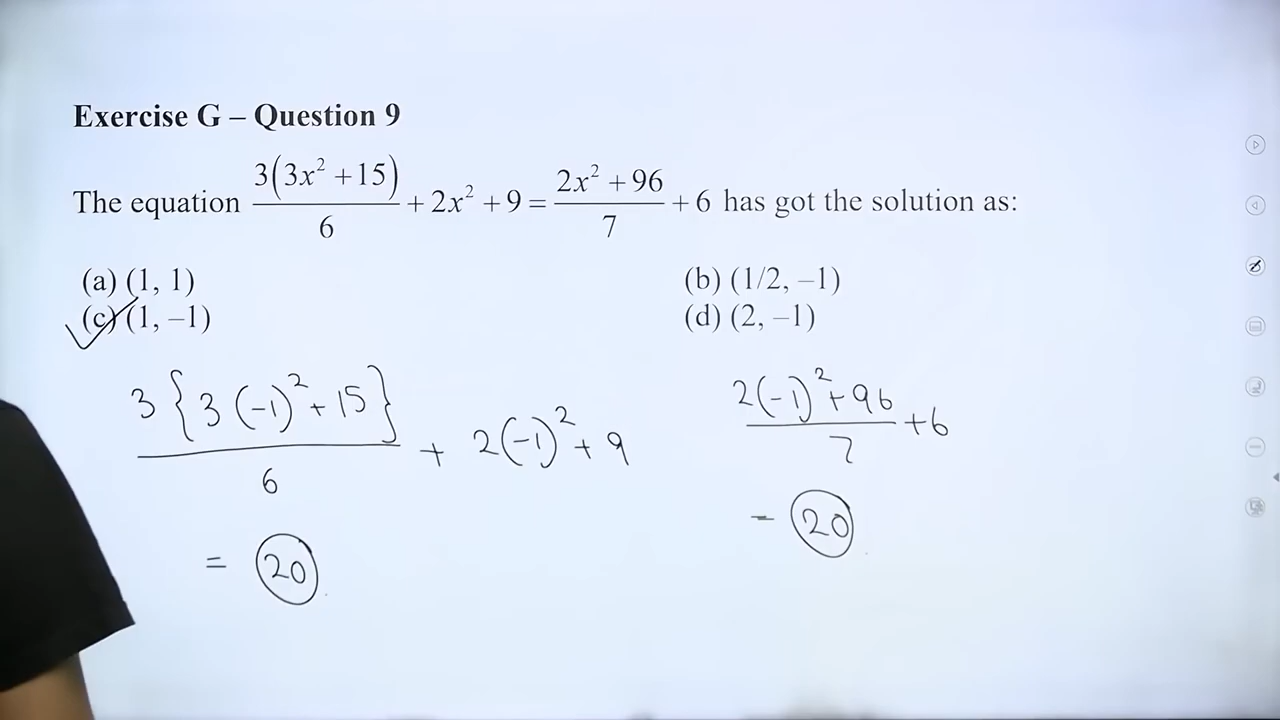 Exercise G – Question 9
The equation 3(3x² +15)/6 + 2x² + 9 = (2x² + 96)/7 + 6 has got the solution as:
(a) (1, 1) (b) (1/2, –1)
(c) (1, –1) (d) (2, –1)
3{3(-1)²+15}/6 + 2(-1)²+9
(2(-1)²+96)/7 +6
= 20
- 20